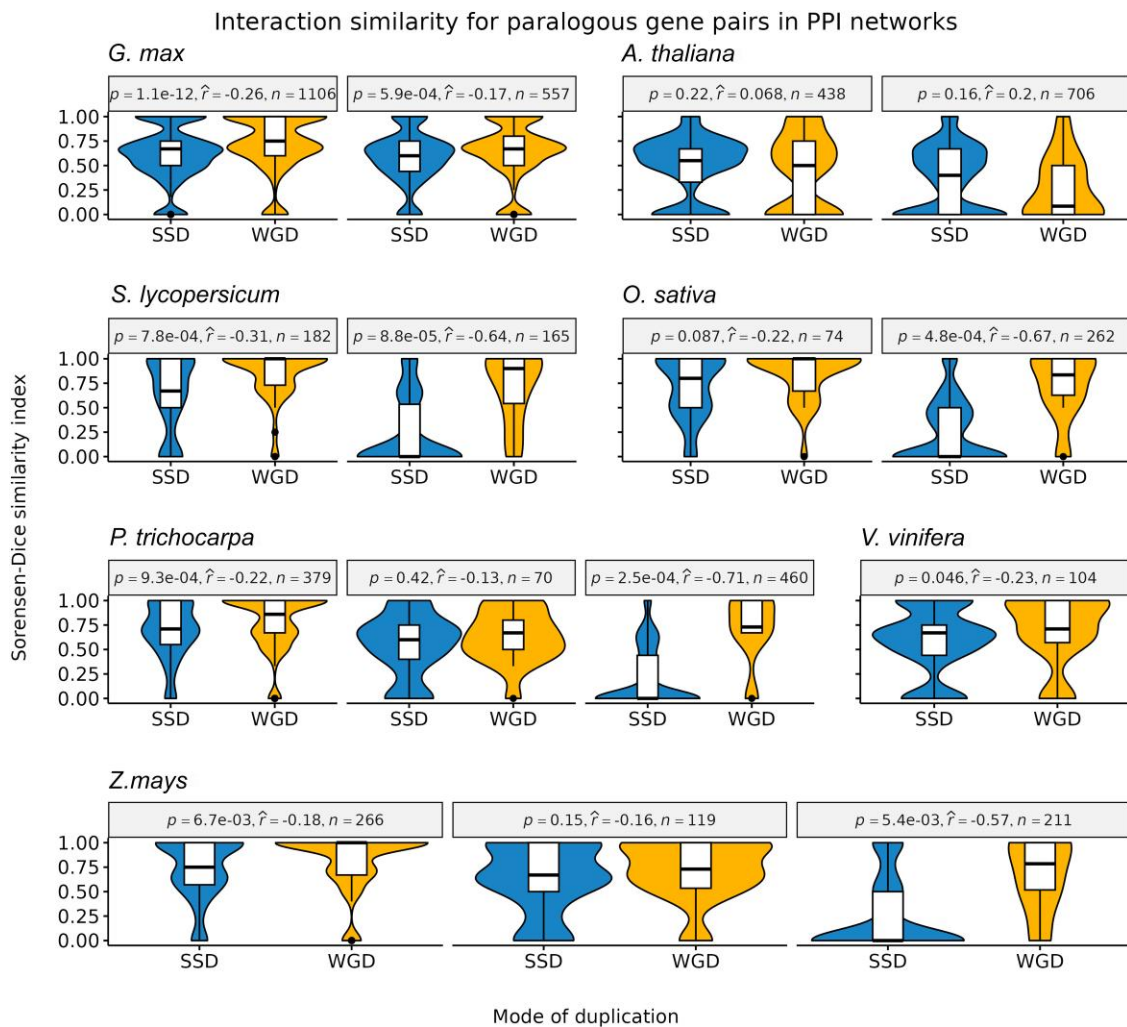 Interaction similarity for paralogous gene pairs in PPI networks
G. max
A. thaliana
p = 1.1e-12, r̂ = -0.26, n = 1106
p = 5.9e-04, r̂ = -0.17, n = 557
p = 0.22, r̂ = 0.068, n = 438
p = 0.16, r̂ = 0.2, n = 706
1.00
0.75
0.50
0.25
0.00
SSD WGD SSD WGD SSD WGD SSD WGD
S. lycopersicum
O. sativa
p = 7.8e-04, r̂ = -0.31, n = 182
p = 8.8e-05, r̂ = -0.64, n = 165
p = 0.087, r̂ = -0.22, n = 74
p = 4.8e-04, r̂ = -0.67, n = 262
1.00
0.75
0.50
0.25
0.00
SSD WGD SSD WGD SSD WGD SSD WGD
Sorensen-Dice similarity index
P. trichocarpa
V. vinifera
p = 9.3e-04, r̂ = -0.22, n = 379
p = 0.42, r̂ = -0.13, n = 70
p = 2.5e-04, r̂ = -0.71, n = 460
p = 0.046, r̂ = -0.23, n = 104
1.00
0.75
0.50
0.25
0.00
SSD WGD SSD WGD SSD WGD SSD WGD
Z.mays
p = 6.7e-03, r̂ = -0.18, n = 266
p = 0.15, r̂ = -0.16, n = 119
p = 5.4e-03, r̂ = -0.57, n = 211
1.00
0.75
0.50
0.25
0.00
SSD WGD SSD WGD SSD WGD
Mode of duplication